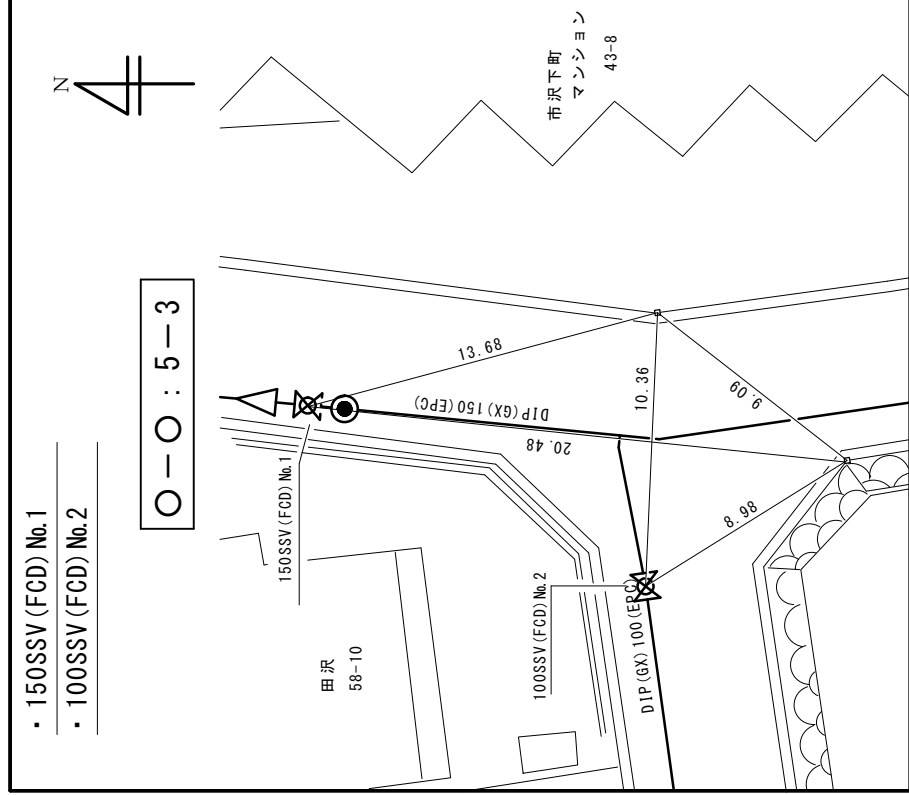 ・150SSV(FCD)No.1
・100SSV(FCD)No.2
○―○:5―3
N
市沢下町
マンション
43-8
150SSV(FCD)No.1
田沢
58-10
100SSV(FCD)No.2
DIP(GX)150(EPC)
DIP(GX)100(EPC)
13.68
10.36
20.48
9.09
8.98